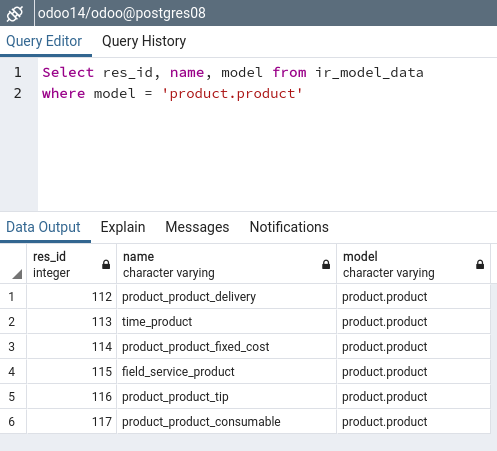 odoo14/odoo@postgres08
Query Editor Query History
1 Select res_id, name, model from ir_model_data
2 where model = 'product.product'
Data Output Explain Messages Notifications
res_id name model
integer character varying character varying
1 112 product_product_delivery product.product
2 113 time_product product.product
3 114 product_product_fixed_cost product.product
4 115 field_service_product product.product
5 116 product_product_tip product.product
6 117 product_product_consumable product.product